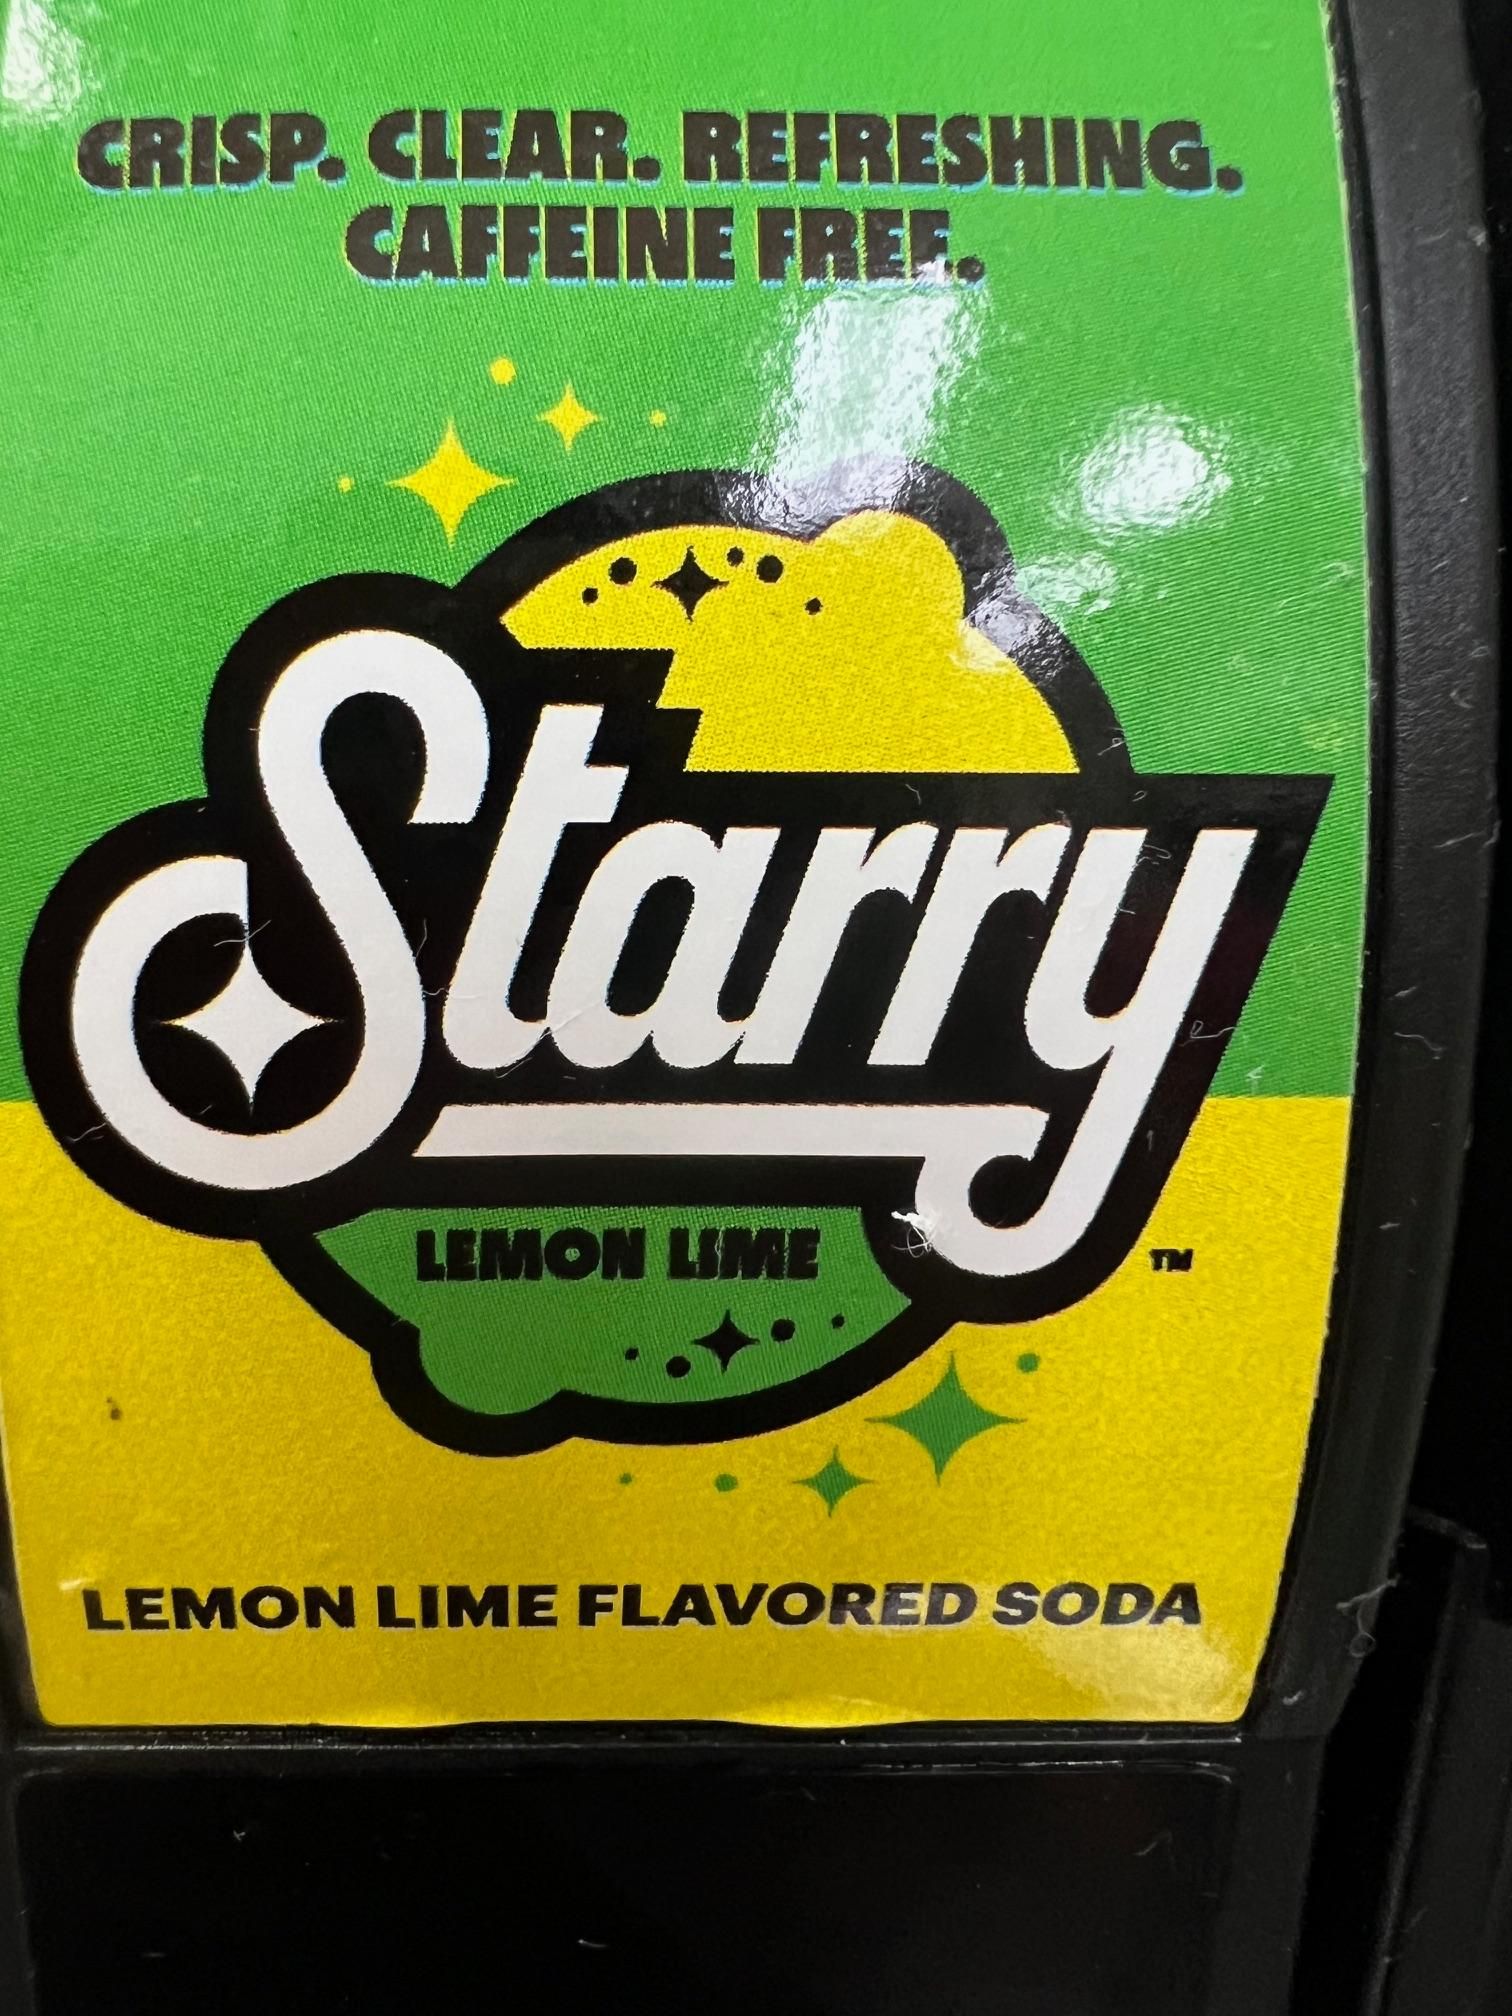 CRISP. CLEAR. REFRESHING.
CAFFEINE FREE.
Starry
LEMON LIME
TM
LEMON LIME FLAVORED SODA